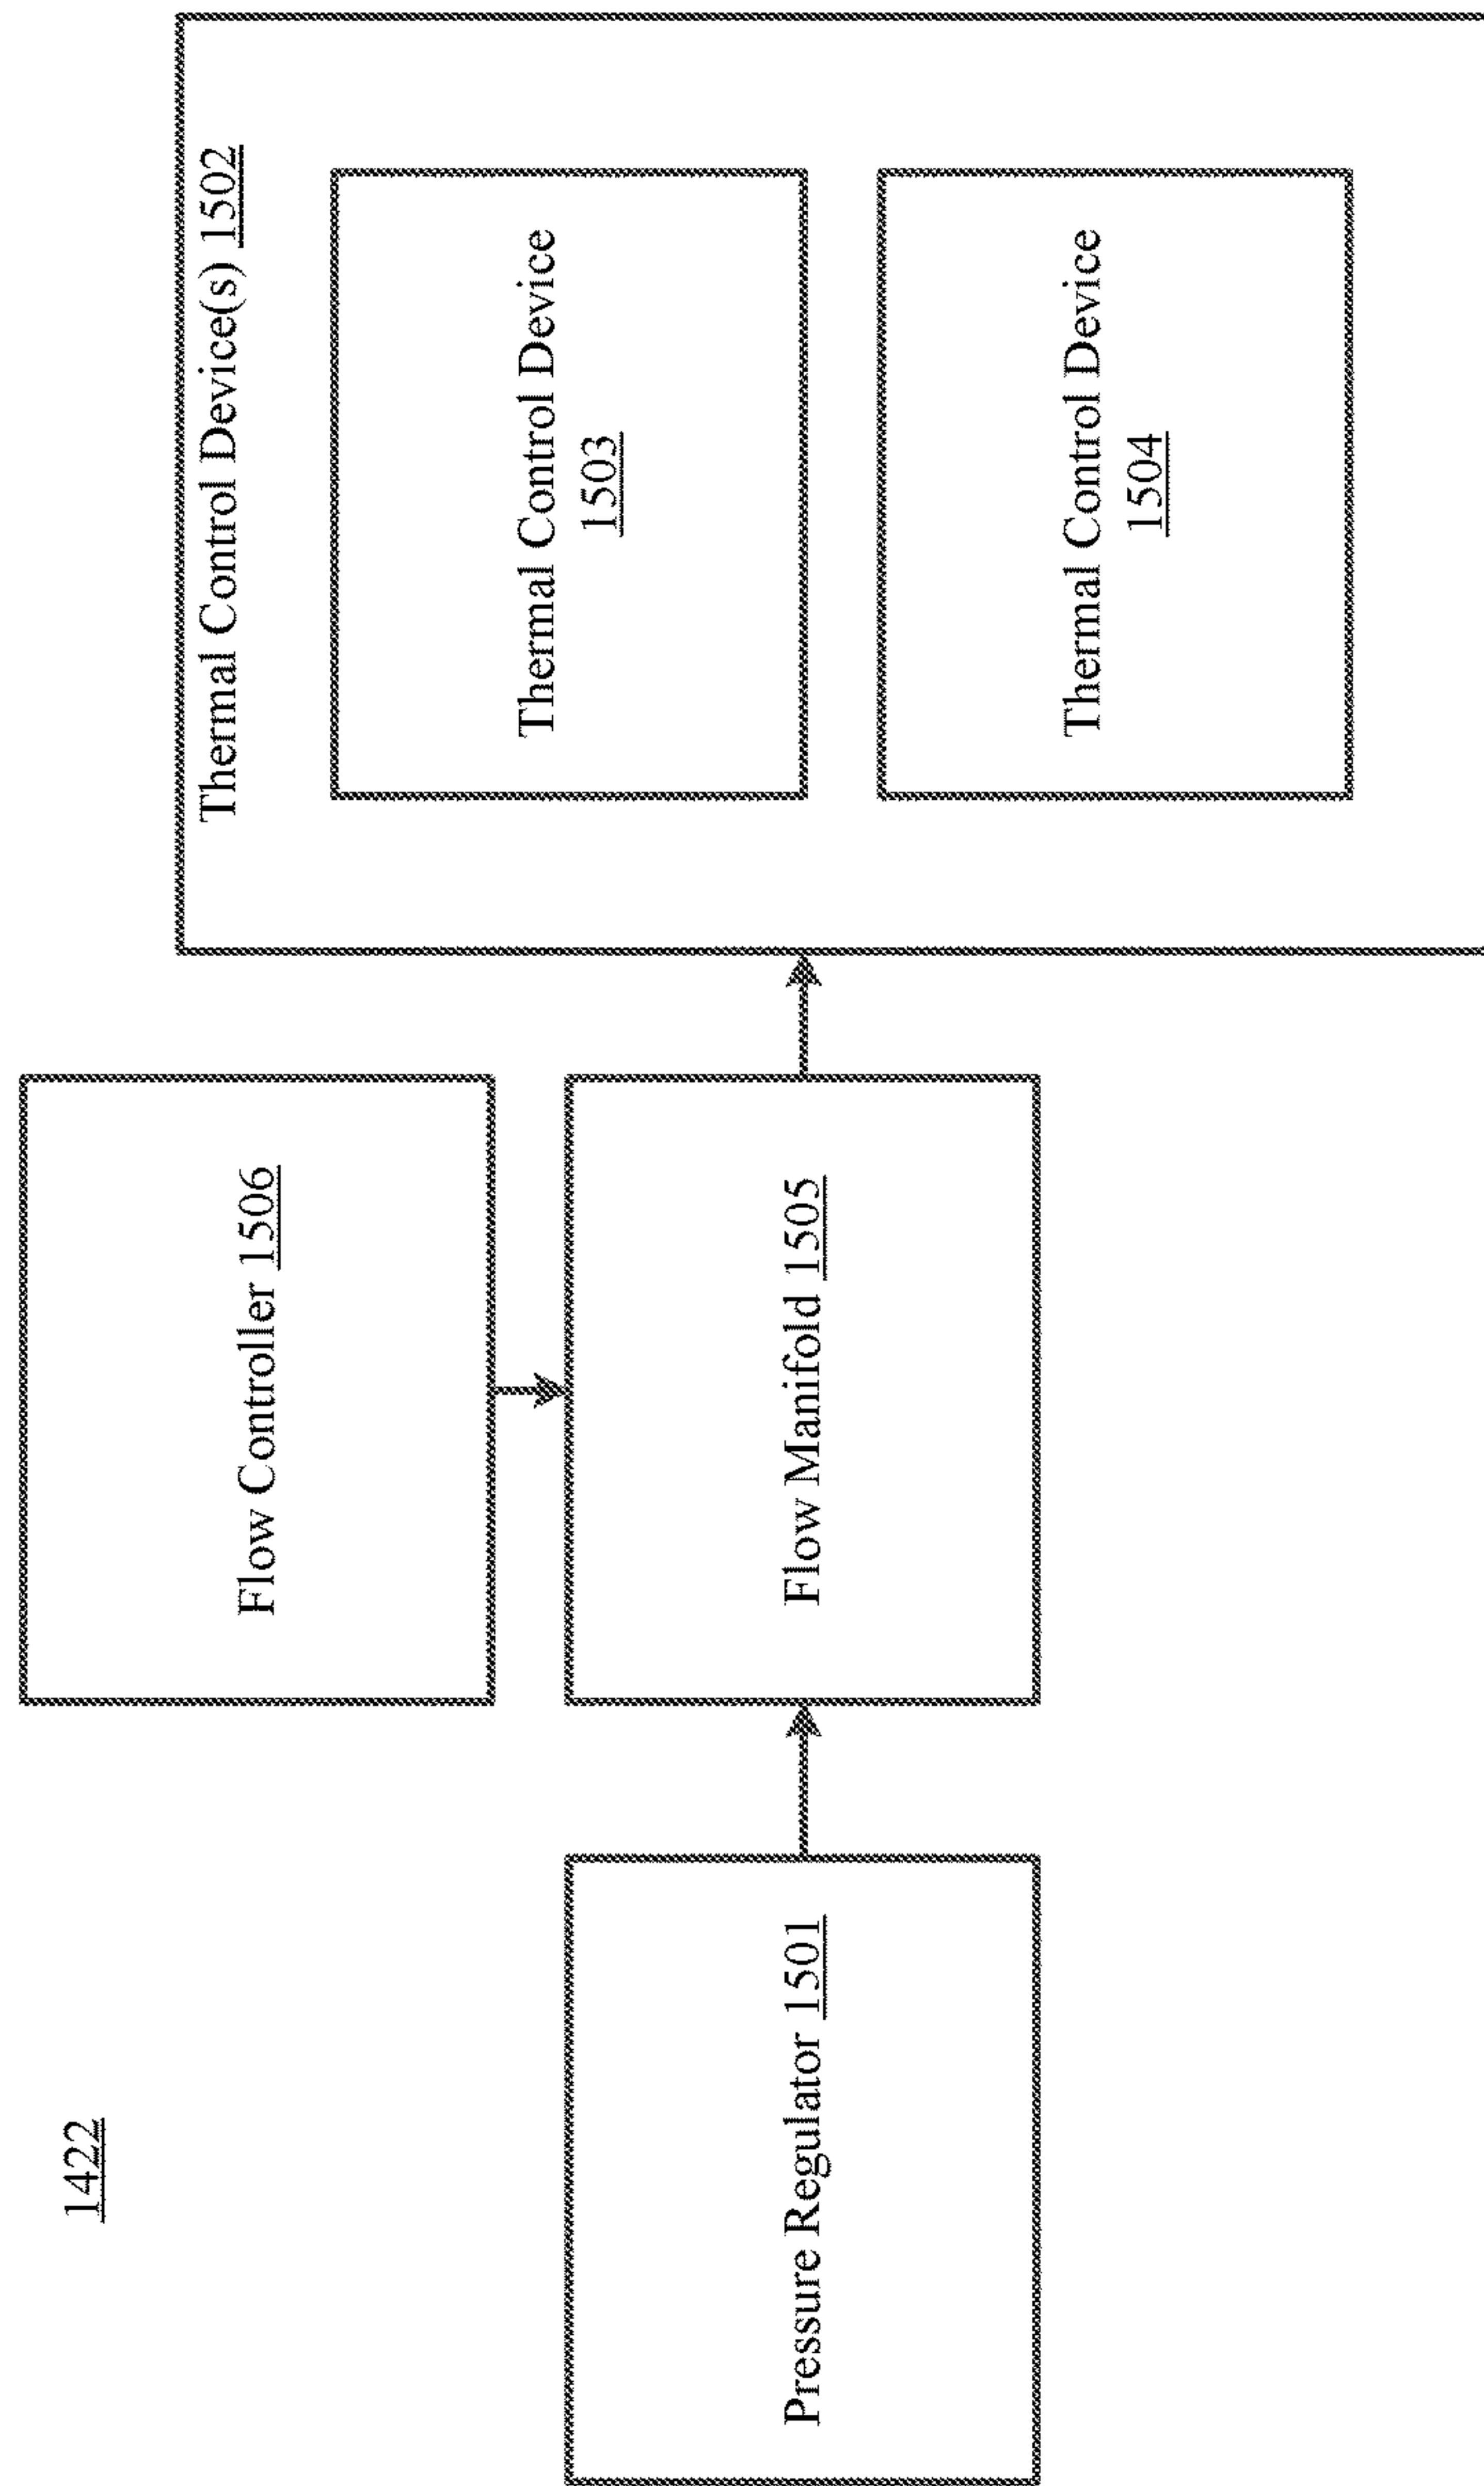 1422
Flow Controller 1506
Thermal Control Device(s) 1502
Thermal Control Device
1503
Pressure Regulator 1501
Flow Manifold 1505
Thermal Control Device
1504